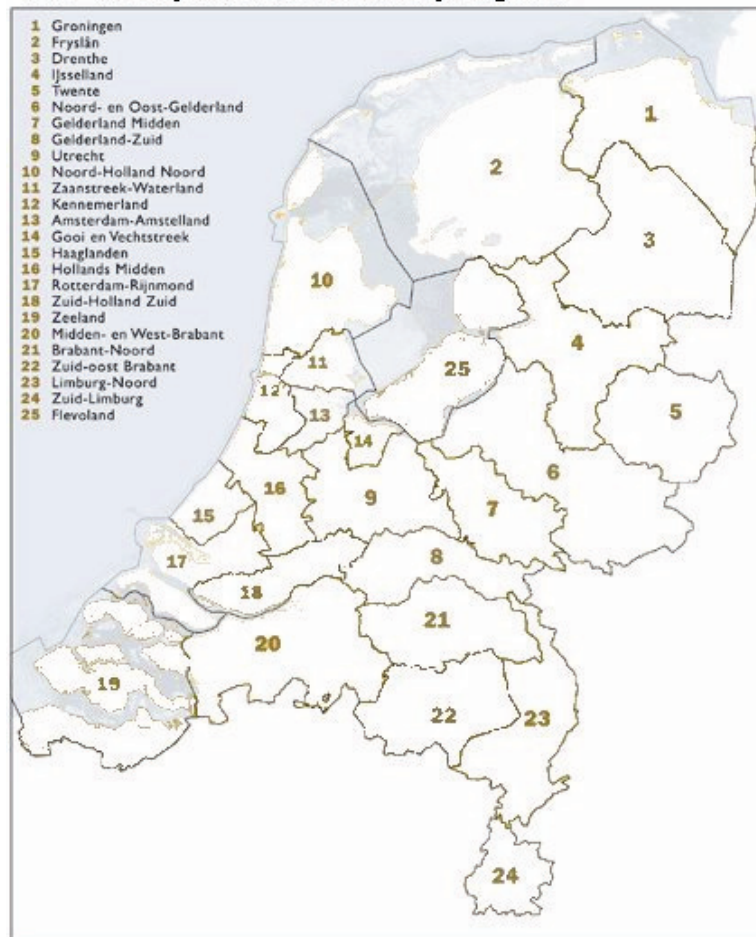 1 Groningen
2 Fryslân
3 Drenthe
4 IJsselland
5 Twente
6 Noord- en Oost-Gelderland
7 Gelderland Midden
8 Gelderland-Zuid
9 Utrecht
10 Noord-Holland Noord
11 Zaanstreek-Waterland
12 Kennemerland
13 Amsterdam-Amstelland
14 Gooi en Vechtstreek
15 Haaglanden
16 Hollands Midden
17 Rotterdam-Rijnmond
18 Zuid-Holland Zuid
19 Zeeland
20 Midden- en West-Brabant
21 Brabant-Noord
22 Zuid-oost Brabant
23 Limburg-Noord
24 Zuid-Limburg
25 Flevoland
1
2
3
10
4
11
25
12
13
5
14
6
16
9
7
15
17
8
18
21
20
19
22
23
24